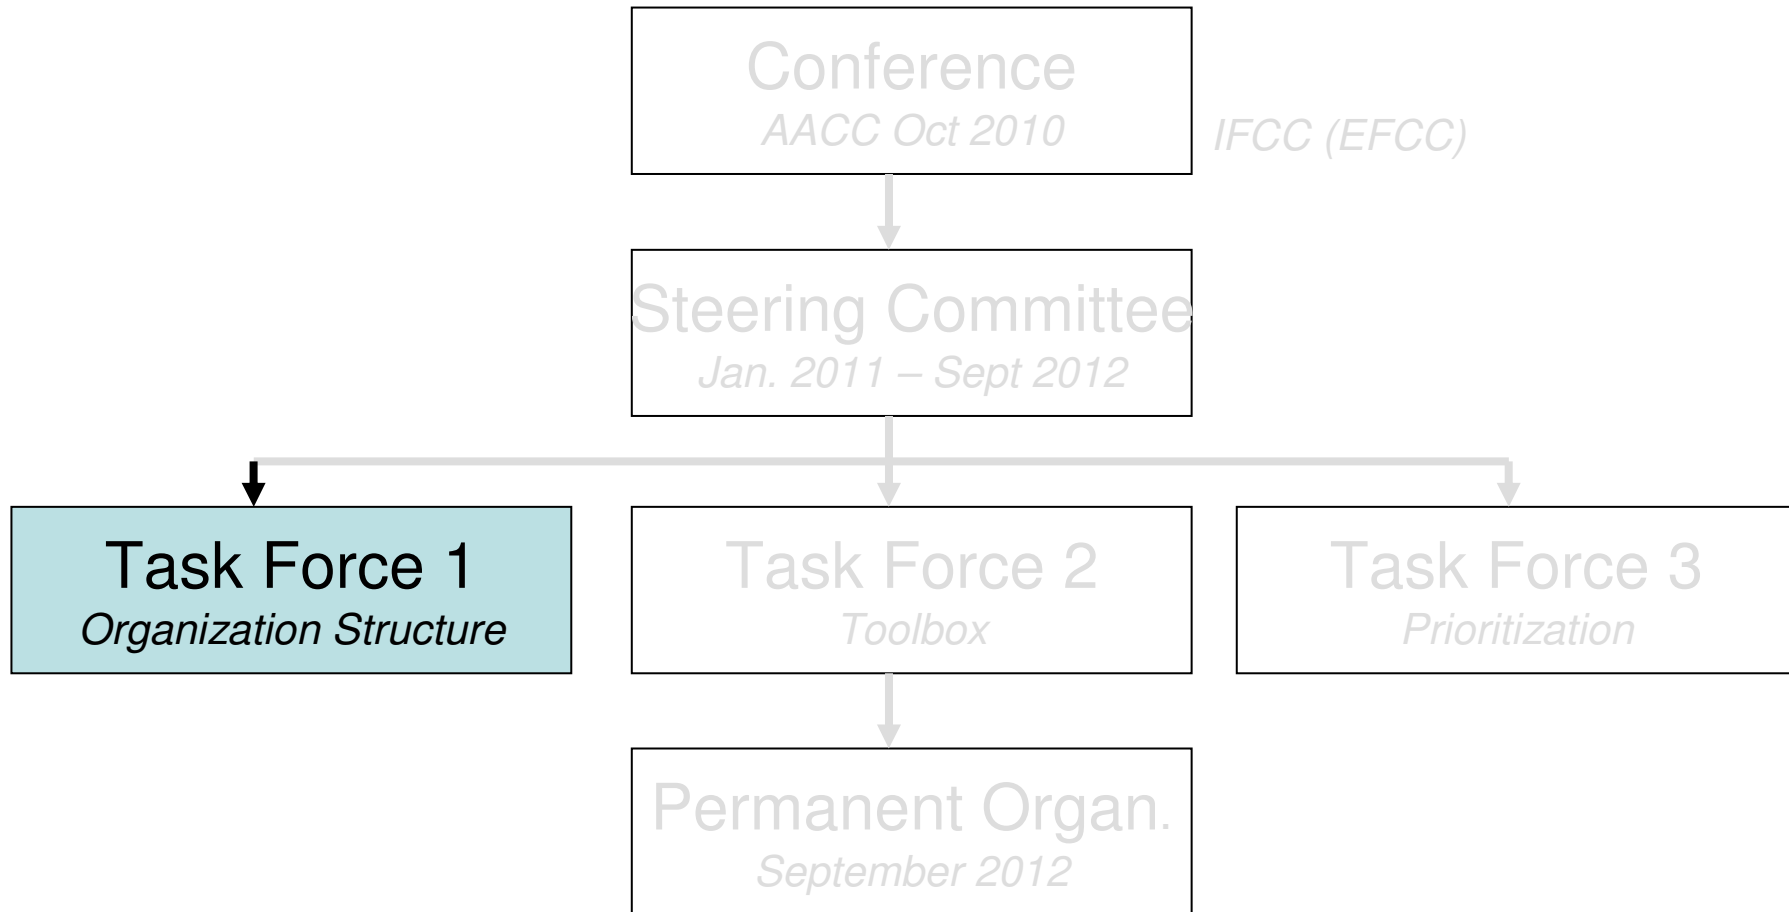 Conference
AACC Oct 2010
IFCC (EFCC)
Steering Committee
Jan. 2011 – Sept 2012
Task Force 1
Organization Structure
Task Force 2
Toolbox
Task Force 3
Prioritization
Permanent Organ.
September 2012